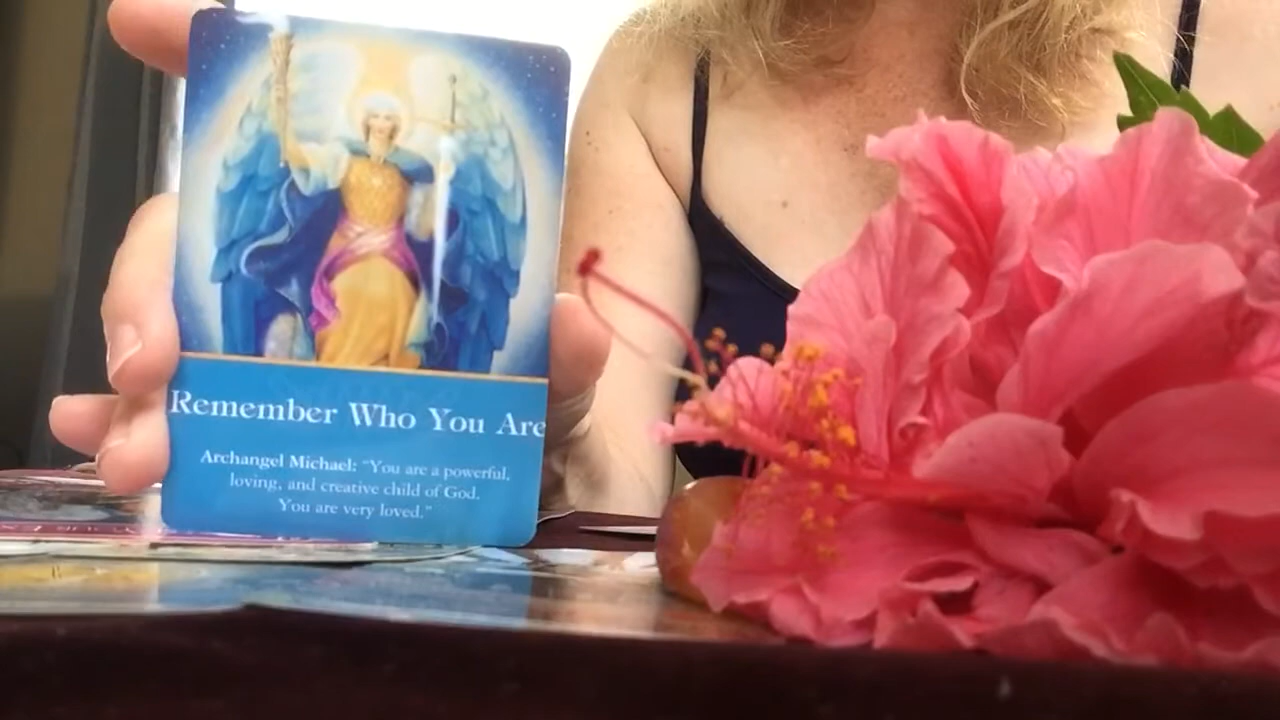 Remember Who You Are
Archangel Michael: "You are a powerful,
loving, and creative child of God.
You are very loved."